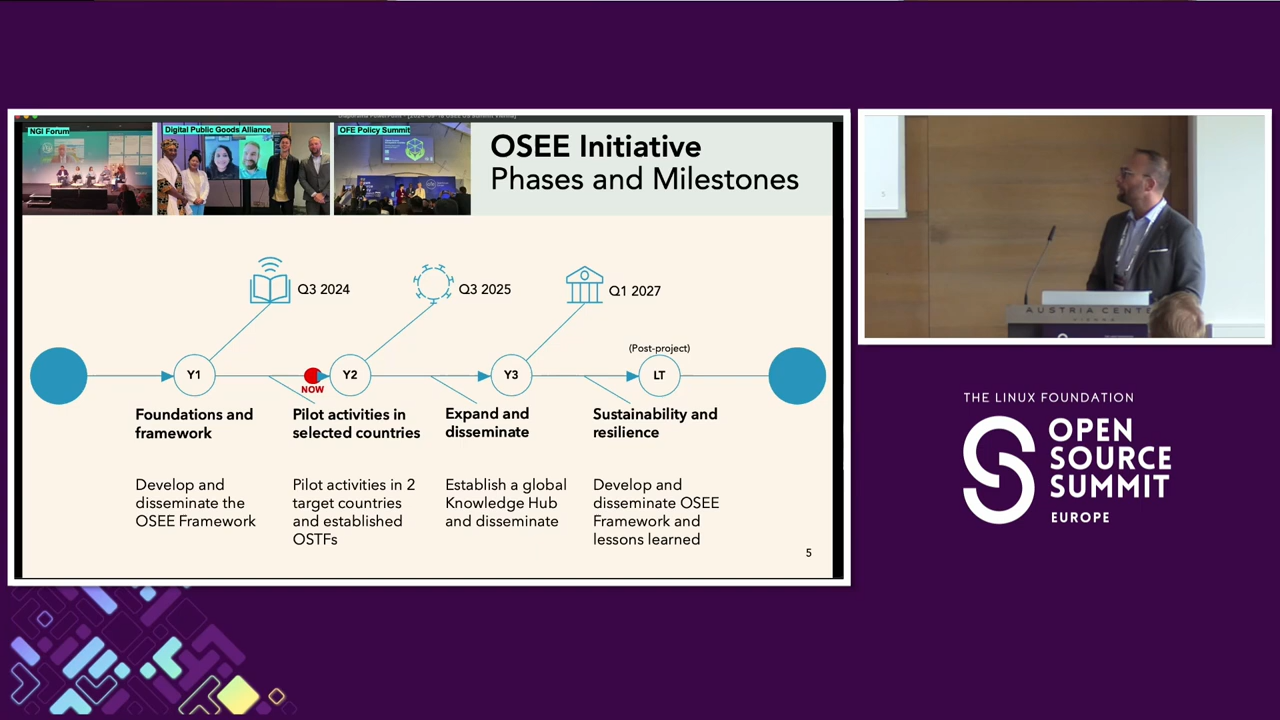 NGI Forum
Digital Public Goods Alliance
OFE Policy Summit
OSEE Initiative
Phases and Milestones
Q3 2024
Q3 2025
Q1 2027
(Post-project)
Y1
Y2
Y3
LT
NOW
Foundations and
framework
Develop and
disseminate the
OSEE Framework
Pilot activities in
selected countries
Pilot activities in 2
target countries
and established
OSTFs
Expand and
disseminate
Establish a global
Knowledge Hub
and disseminate
Sustainability and
resilience
Develop and
disseminate OSEE
Framework and
lessons learned
5
AUSTRIA CENT
VIENNA
THE LINUX FOUNDATION
OPEN
SOURCE
SUMMIT
EUROPE